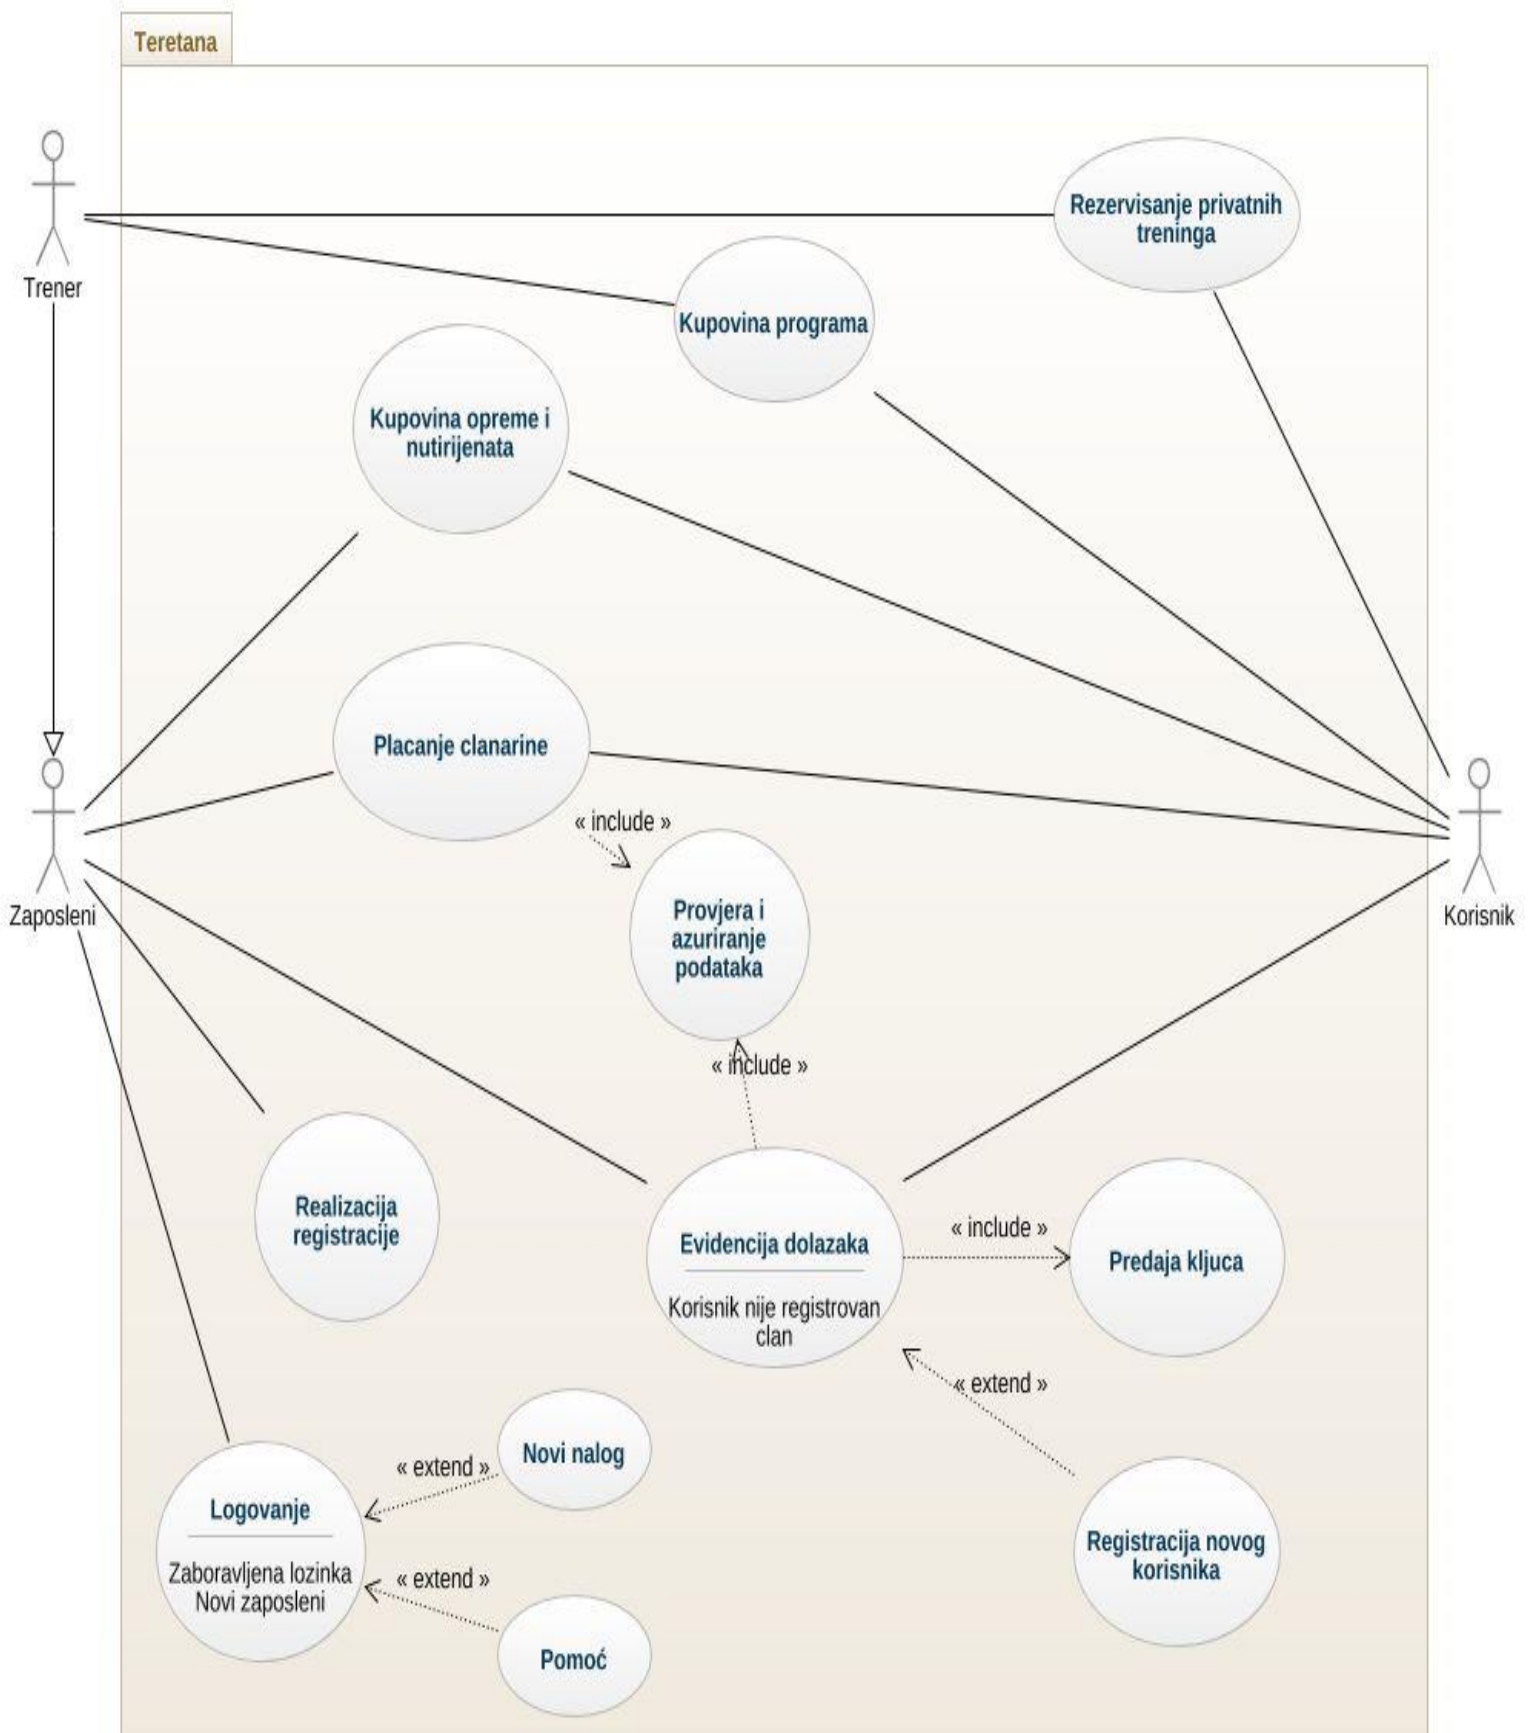 Teretana
Trener
Rezervisanje privatnih
treninga
Kupovina programa
Kupovina opreme i
nutirijenata
Placanje clanarine
« include »
Zaposleni
Korisnik
Provjera i
azuriranje
podataka
« include »
Realizacija
registracije
Evidencija dolazaka
Korisnik nije registrovan
clan
« include »
Predaja kljuca
« extend »
Novi nalog
« extend »
Logovanje
Zaboravljena lozinka
Novi zaposleni
« extend »
Registracija novog
korisnika
Pomoć